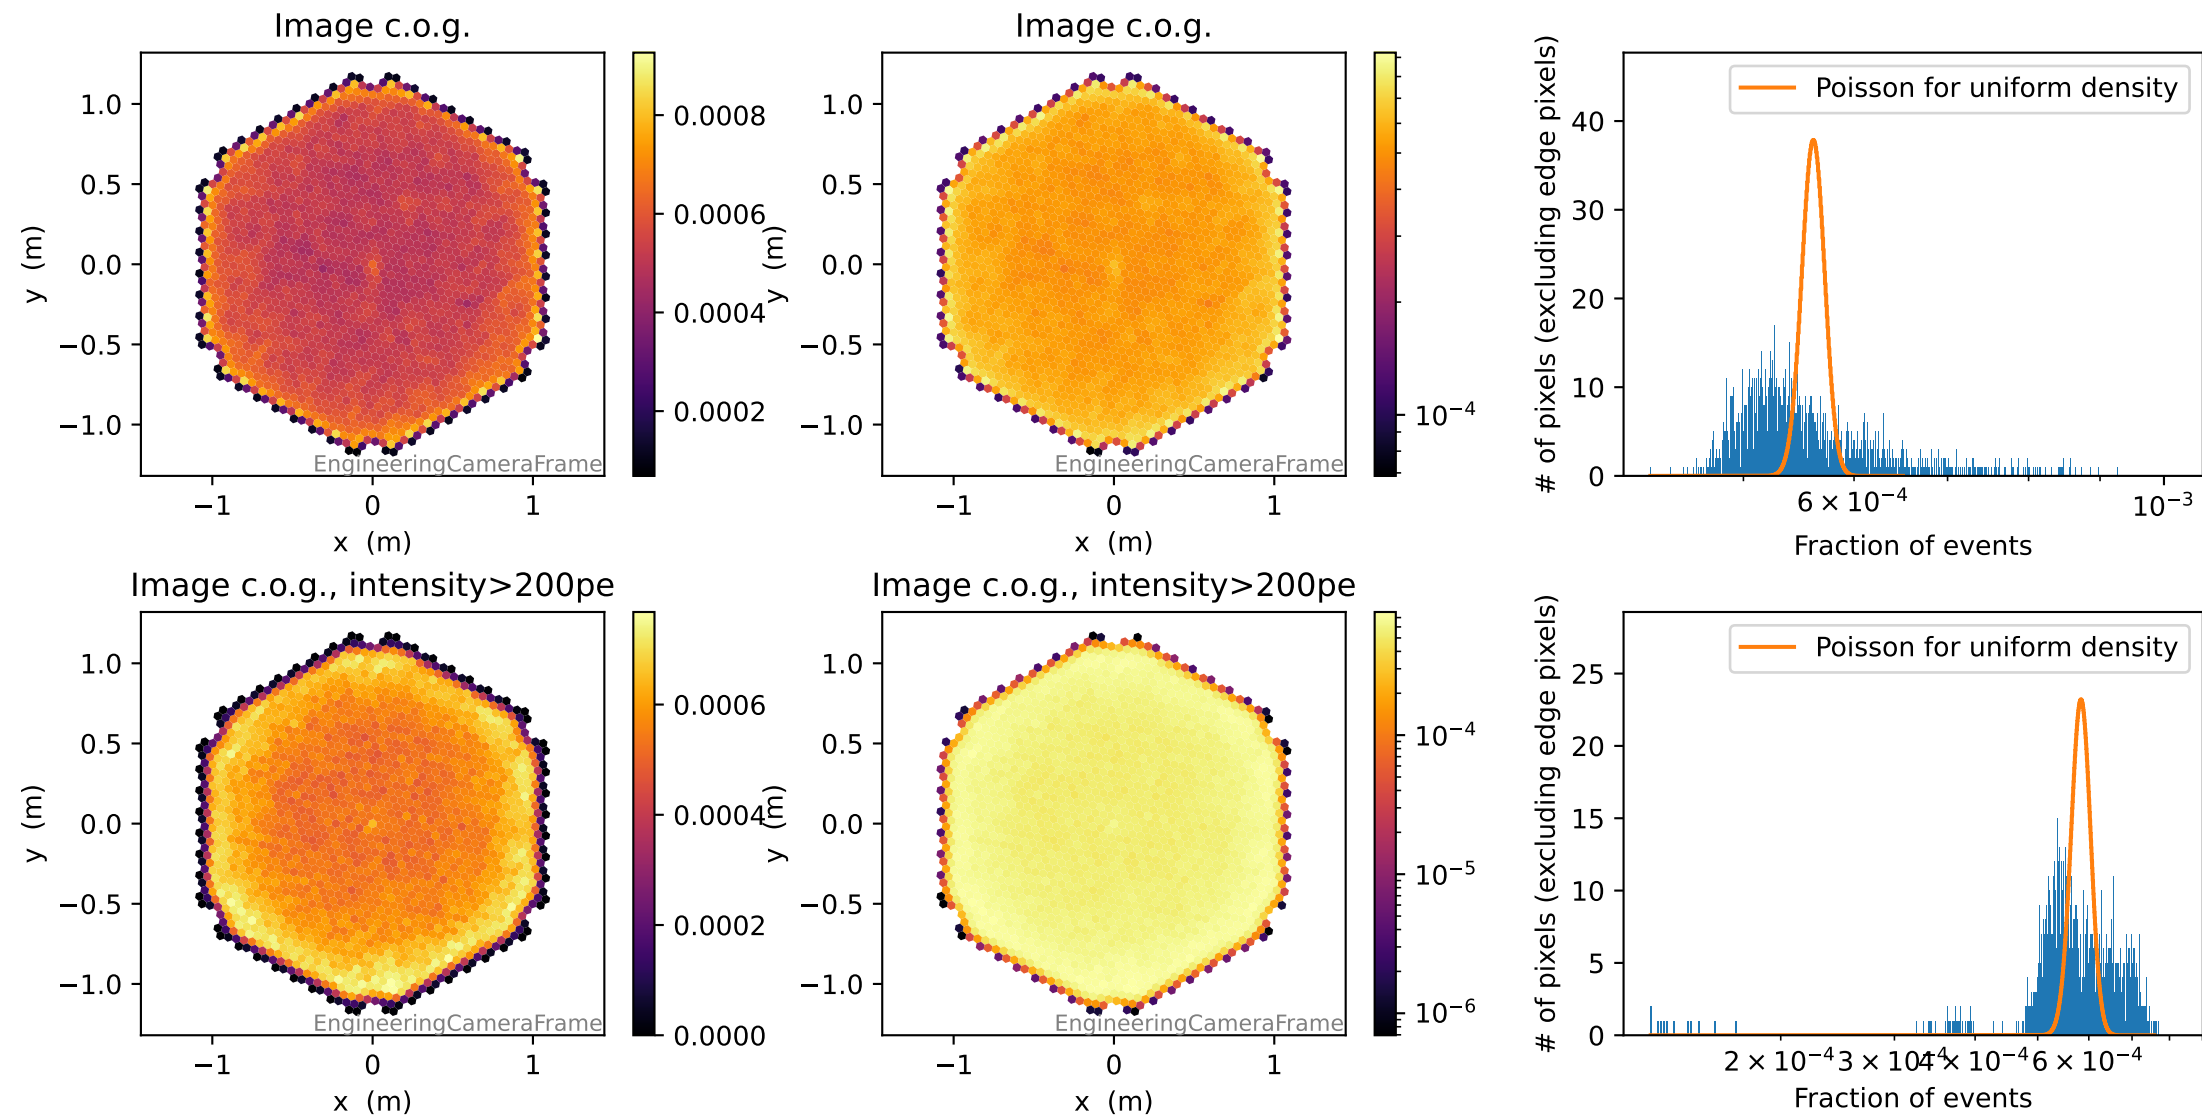 Image c.o.g.
1.0
0.5
0.0
−0.5
−1.0
y (m)
−1 0 1
x (m)
EngineeringCameraFrame
0.0008
0.0006
0.0004
0.0002
Image c.o.g.
1.0
0.5
0.0
−0.5
−1.0
y (m)
−1 0 1
x (m)
EngineeringCameraFrame
10⁻⁴
Poisson for uniform density
40
30
20
10
0
# of pixels (excluding edge pixels)
6 × 10⁻⁴ 10⁻³
Fraction of events
Image c.o.g., intensity>200pe
1.0
0.5
0.0
−0.5
−1.0
y (m)
−1 0 1
x (m)
EngineeringCameraFrame
0.0006
0.0004
0.0002
0.0000
Image c.o.g., intensity>200pe
1.0
0.5
0.0
−0.5
−1.0
y (m)
−1 0 1
x (m)
EngineeringCameraFrame
10⁻⁴
10⁻⁵
10⁻⁶
Poisson for uniform density
25
20
15
10
5
0
# of pixels (excluding edge pixels)
2 × 10⁻⁴ 3 × 10⁻⁴ 4 × 10⁻⁴ 6 × 10⁻⁴
Fraction of events